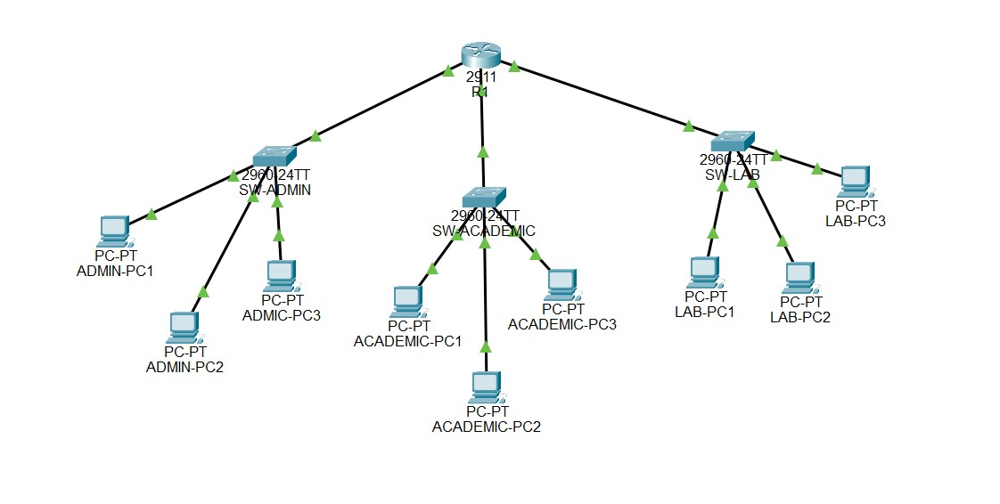 2911
R1
2960-24TT
SW-ADMIN
PC-PT
ADMIN-PC1
PC-PT
ADMIN-PC2
PC-PT
ADMIC-PC3
2960-24TT
SW-ACADEMIC
PC-PT
ACADEMIC-PC1
PC-PT
ACADEMIC-PC2
PC-PT
ACADEMIC-PC3
2960-24TT
SW-LAB
PC-PT
LAB-PC1
PC-PT
LAB-PC2
PC-PT
LAB-PC3